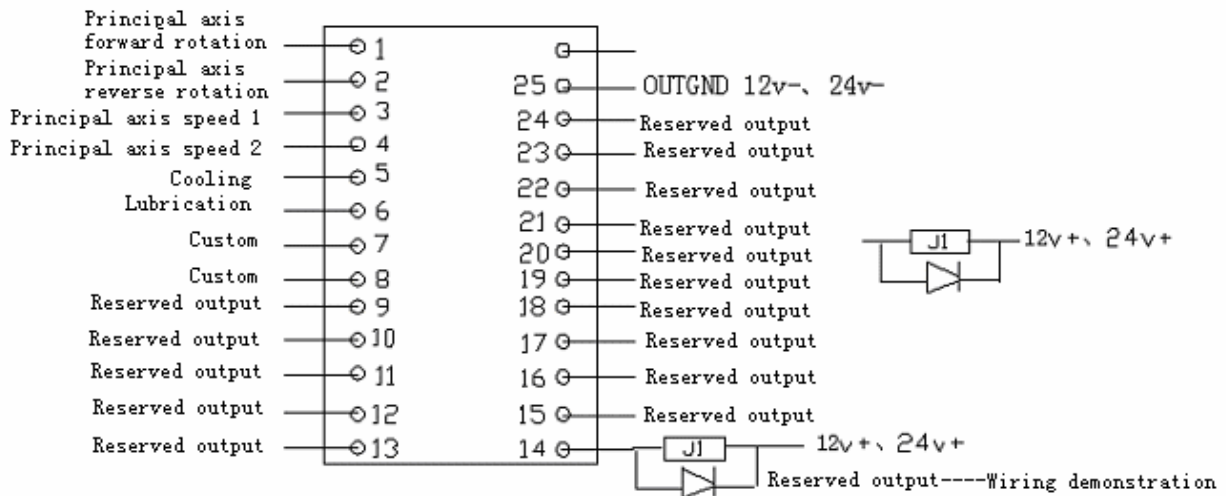 Principal axis
forward rotation
1
Principal axis
reverse rotation
2
25 OUTGND 12v-、24v-
Principal axis speed 1
3
24 Reserved output
Principal axis speed 2
4
23 Reserved output
Cooling
5
22 Reserved output
Lubrication
6
21 Reserved output
Custom
7
20 Reserved output
J1 12v+、24v+
Custom
8
19 Reserved output
Reserved output
9
18 Reserved output
Reserved output
10
17 Reserved output
Reserved output
11
16 Reserved output
Reserved output
12
15 Reserved output
Reserved output
13
14 J1 12v+、24v+
Reserved output----Wiring demonstration